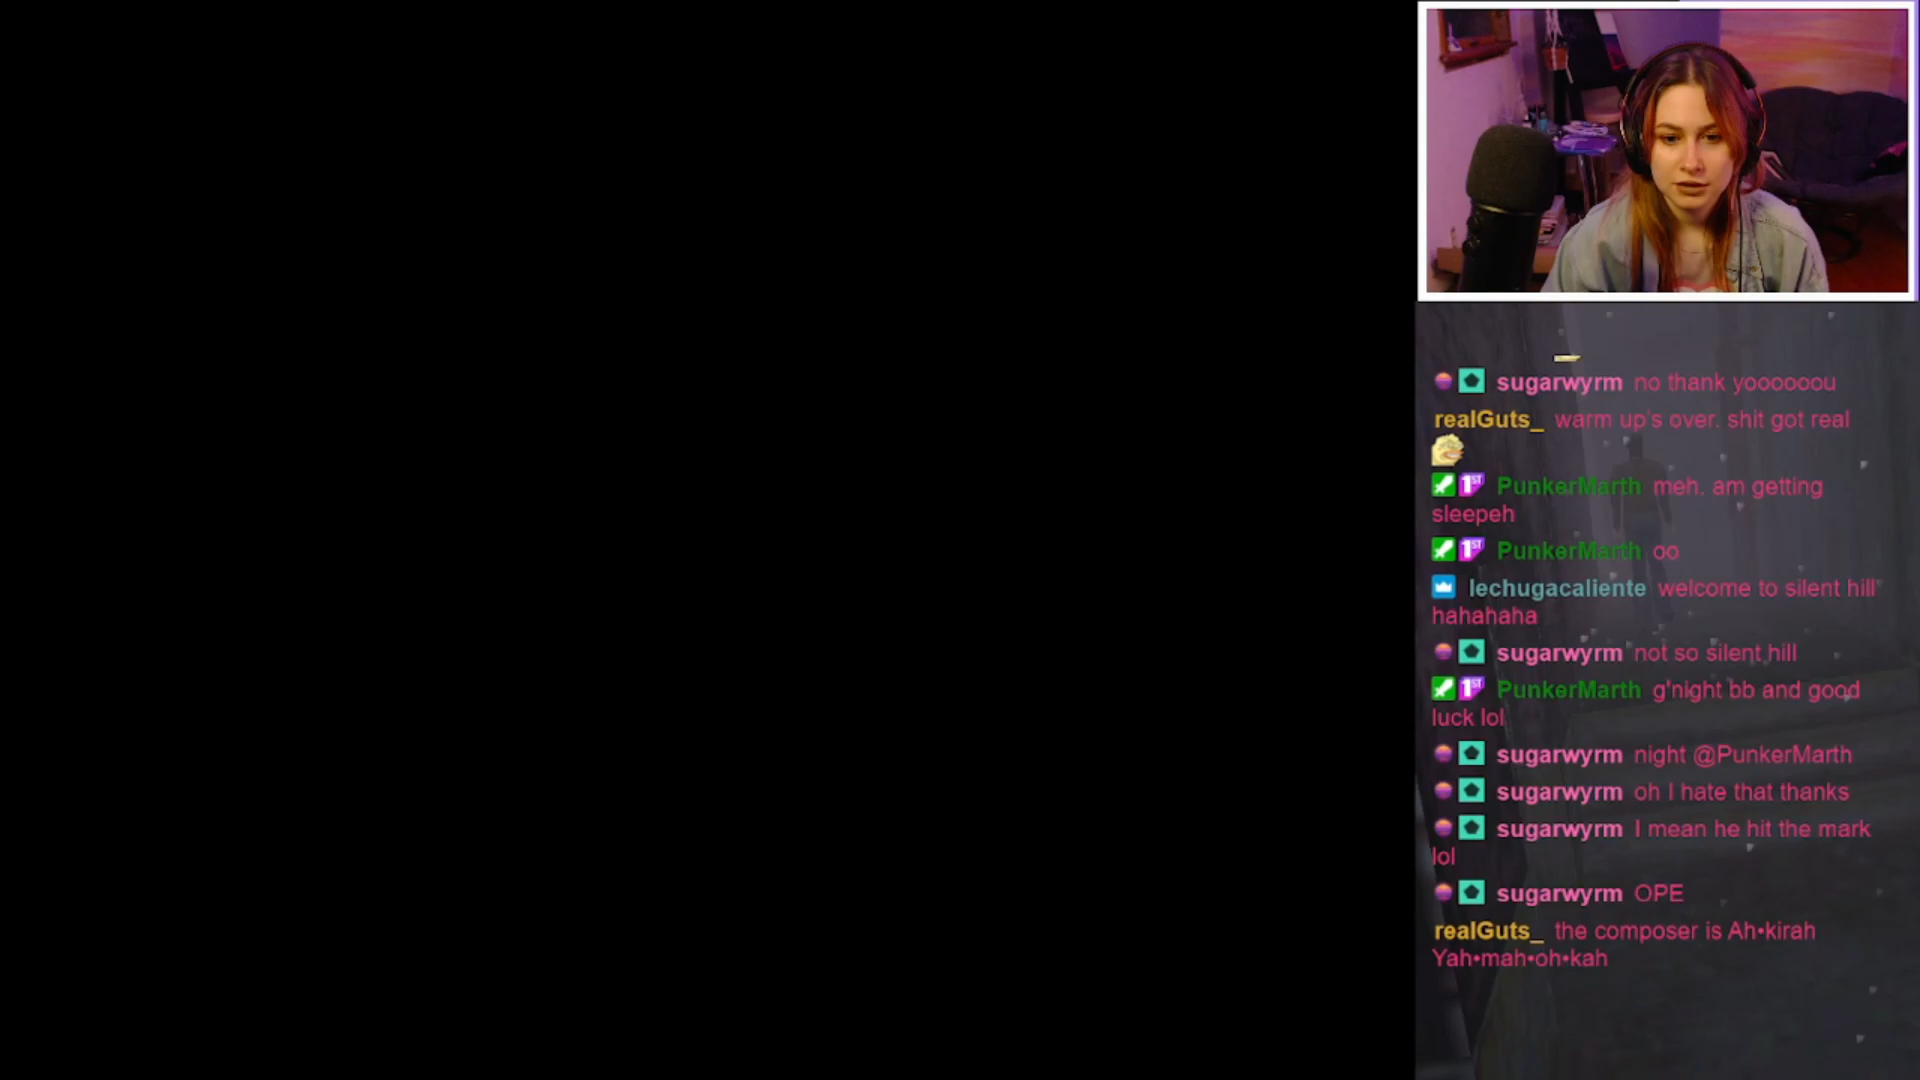 sugarwyrm no thank yoooooou
realGuts_ warm up's over. shit got real
1ST PunkerMarth meh. am getting
sleepeh
1ST PunkerMarth oo
lechugacaliente welcome to silent hill
hahahaha
sugarwyrm not so silent hill
1ST PunkerMarth g'night bb and good
luck lol
sugarwyrm night @PunkerMarth
sugarwyrm oh I hate that thanks
sugarwyrm I mean he hit the mark
lol
sugarwyrm OPE
realGuts_ the composer is Ah•kirah
Yah•mah•oh•kah